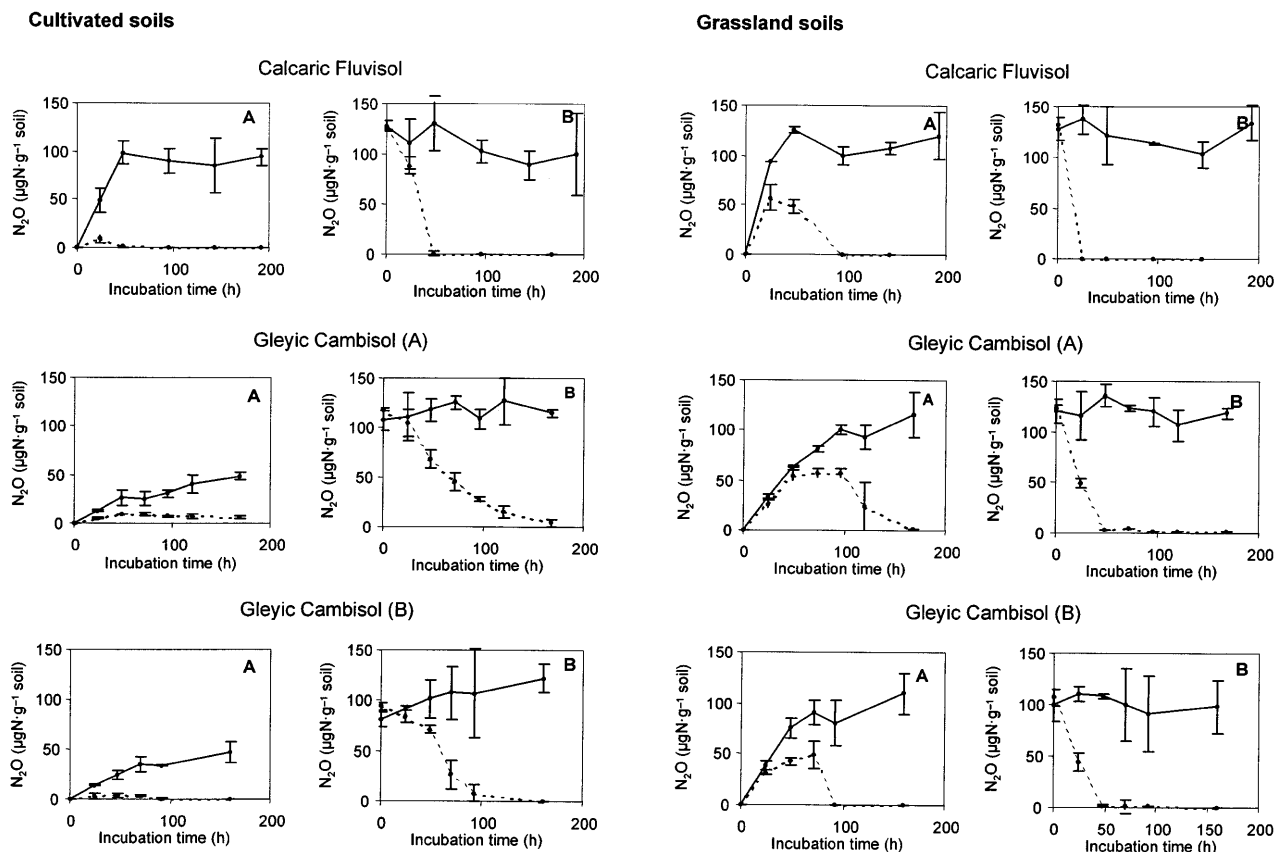 Cultivated soils
Grassland soils
Calcaric Fluvisol
150
100
50
0
N₂O (µgN·g⁻¹ soil)
A
0 100 200
Incubation time (h)
150
100
50
0
N₂O (µgN·g⁻¹ soil)
B
0 100 200
Incubation time (h)
Gleyic Cambisol (A)
150
100
50
0
N₂O (µgN·g⁻¹ soil)
A
0 100 200
Incubation time (h)
150
100
50
0
N₂O (µgN·g⁻¹ soil)
B
0 100 200
Incubation time (h)
Gleyic Cambisol (B)
150
100
50
0
N₂O (µgN·g⁻¹ soil)
A
0 100 200
Incubation time (h)
150
100
50
0
N₂O (µgN·g⁻¹ soil)
B
0 100 200
Incubation time (h)
Calcaric Fluvisol
150
100
50
0
N₂O (µgN·g⁻¹ soil)
A
0 100 200
Incubation time (h)
150
100
50
0
N₂O (µgN·g⁻¹ soil)
B
0 100 200
Incubation time (h)
Gleyic Cambisol (A)
150
100
50
0
N₂O (µgN·g⁻¹ soil)
A
0 100 200
Incubation time (h)
150
100
50
0
N₂O (µgN·g⁻¹ soil)
B
0 100 200
Incubation time (h)
Gleyic Cambisol (B)
150
100
50
0
N₂O (µgN·g⁻¹ soil)
A
0 100 200
Incubation time (h)
150
100
50
0
N₂O (µgN·g⁻¹ soil)
B
0 50 100 150 200
Incubation time (h)